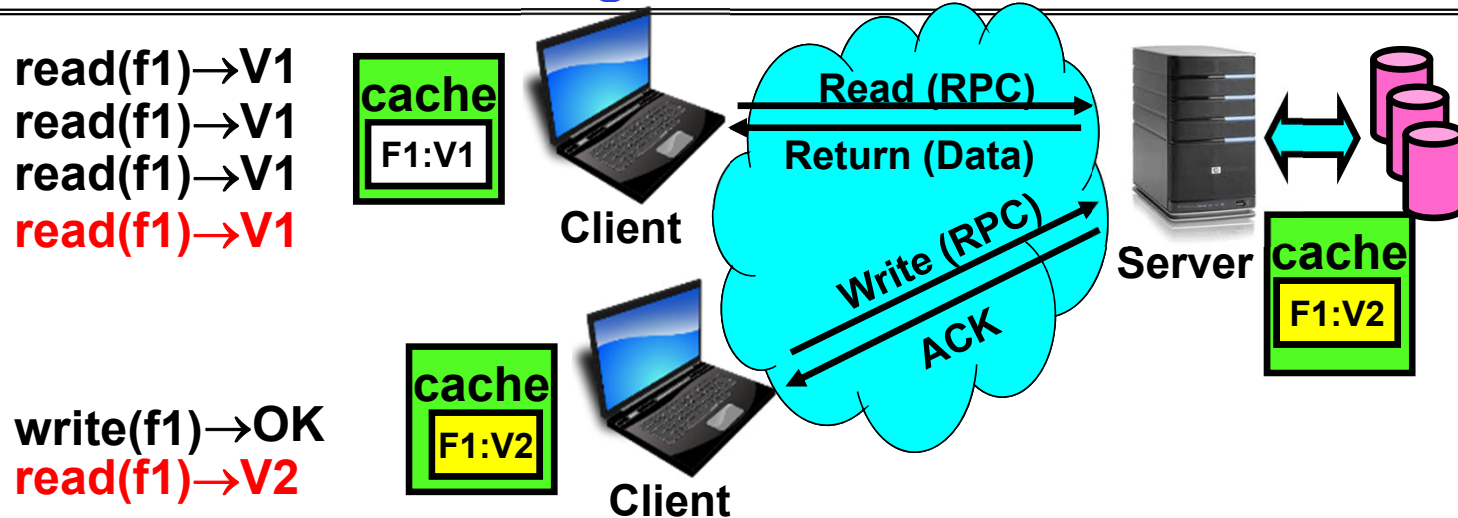 read(f1)→V1
read(f1)→V1
read(f1)→V1
read(f1)→V1
cache
F1:V1
Client
Read (RPC)
Return (Data)
Write (RPC)
ACK
Server
cache
F1:V2
write(f1)→OK
read(f1)→V2
cache
F1:V2
Client